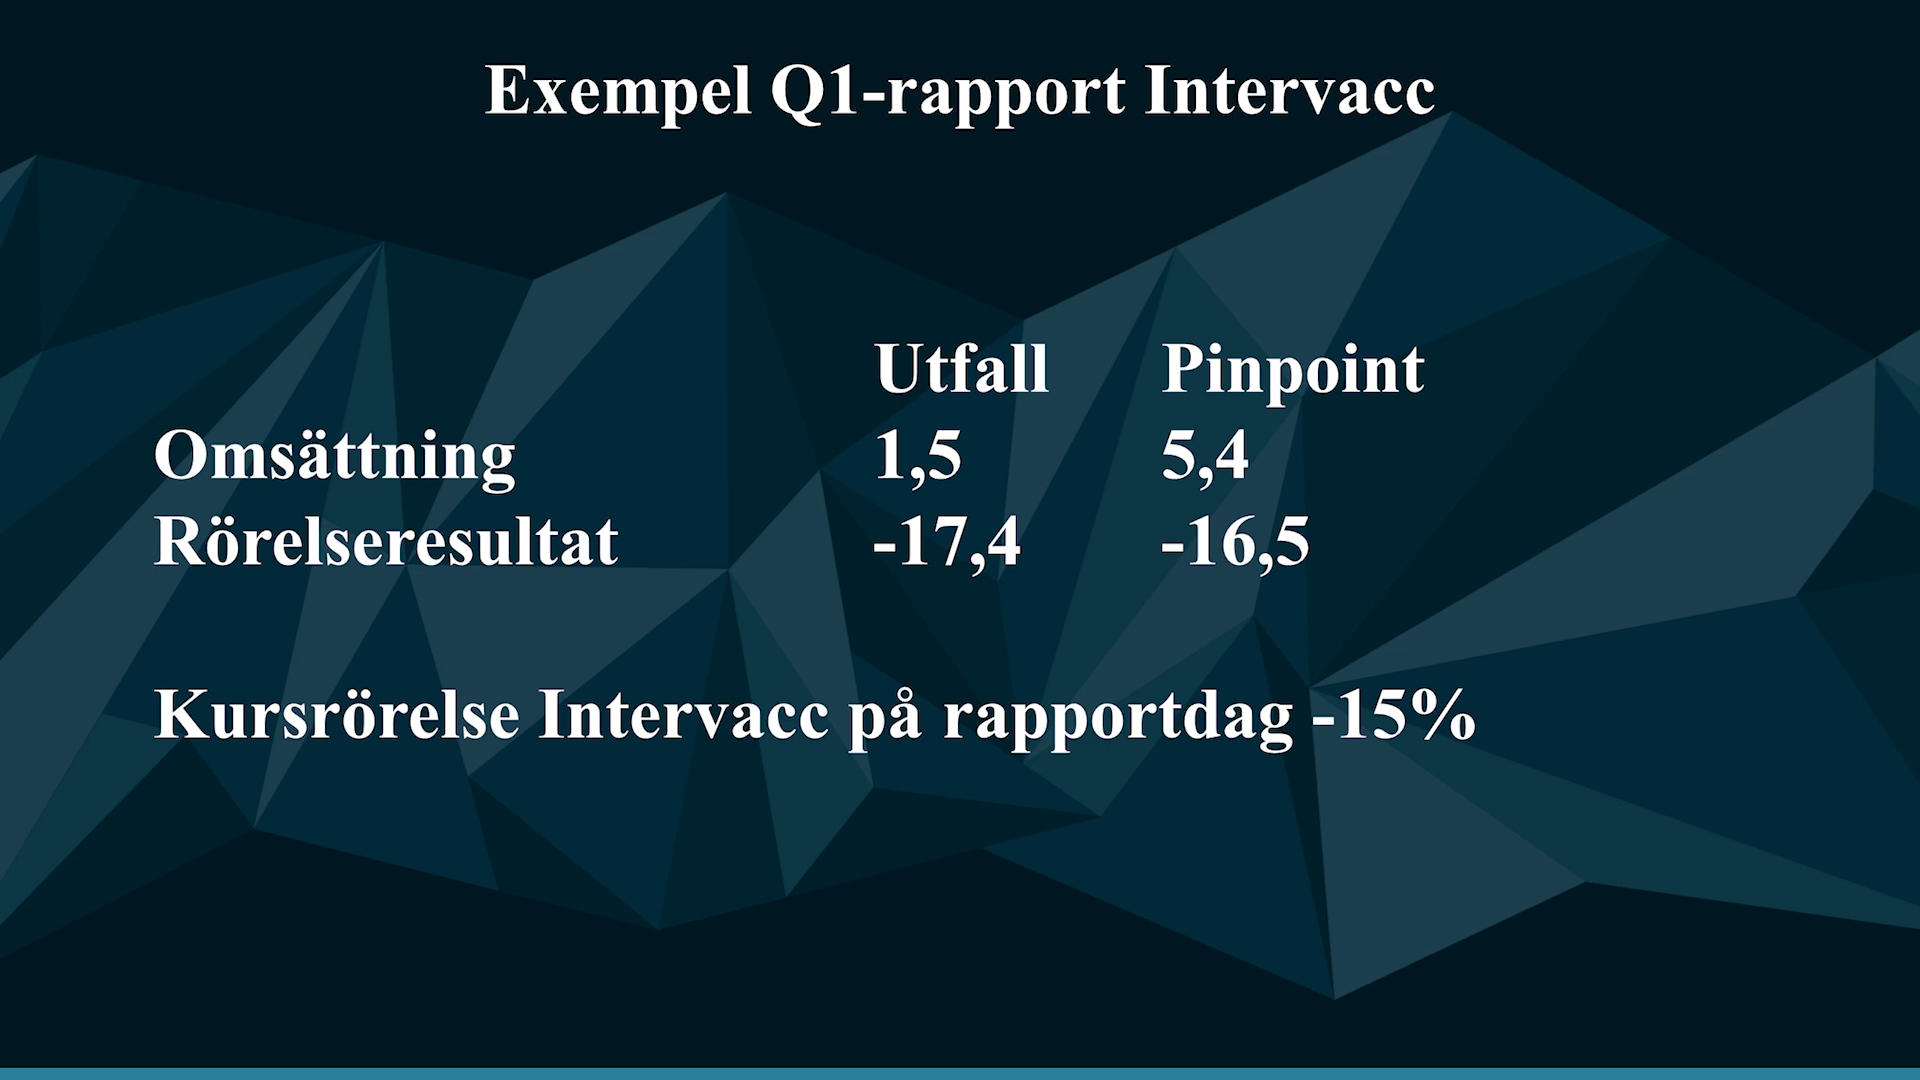 Exempel Q1-rapport Intervacc
Utfall Pinpoint
Omsättning 1,5 5,4
Rörelseresultat -17,4 -16,5
Kursrörelse Intervacc på rapportdag -15%